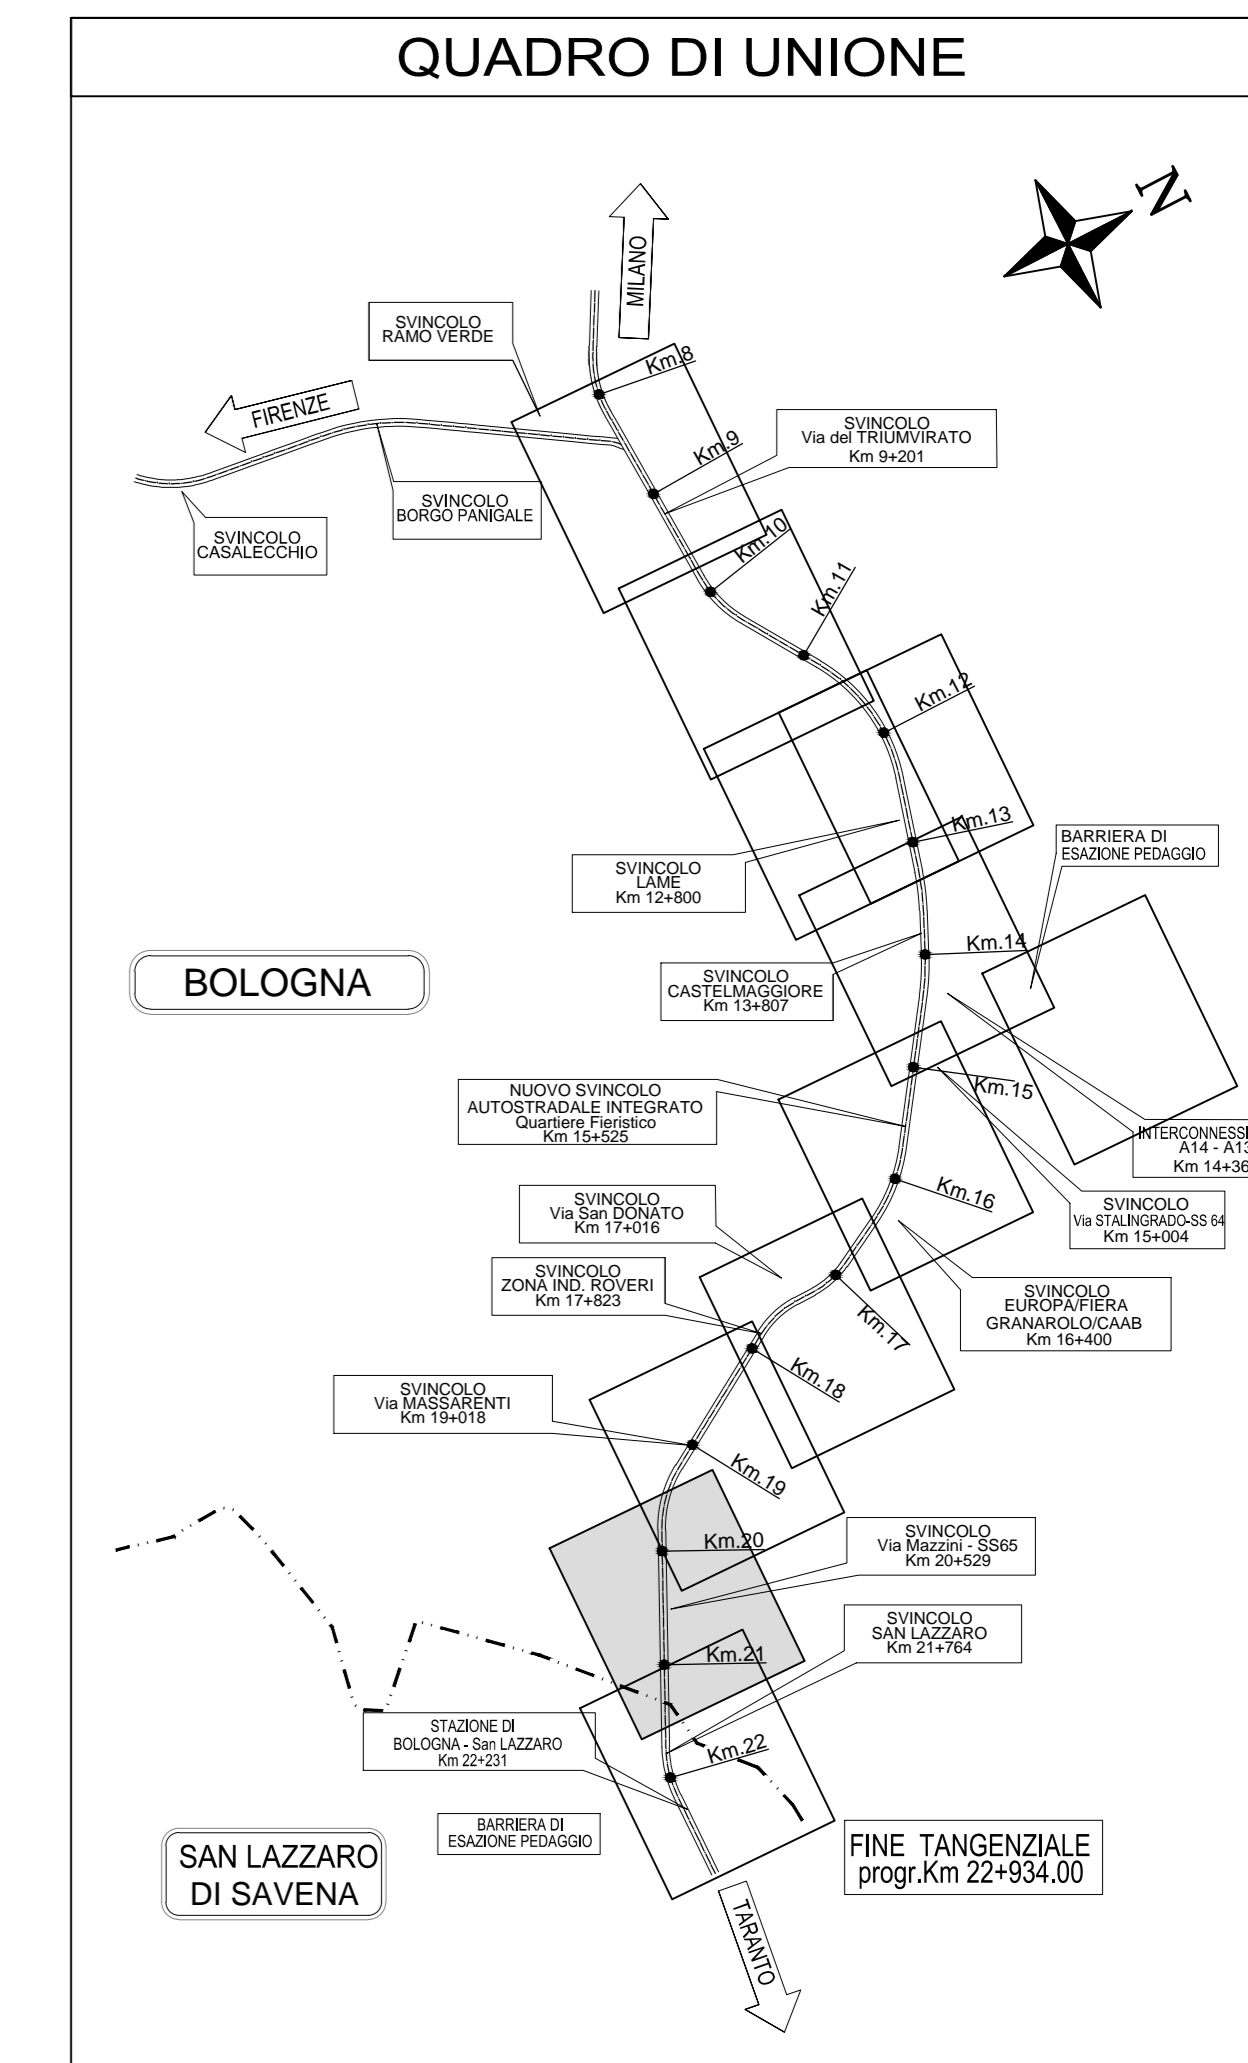 QUADRO DI UNIONE
N
MILANO
SVINCOLO
RAMO VERDE
Km.8
FIRENZE
SVINCOLO
Via del TRIUMVIRATO
Km 9+201
Km.9
SVINCOLO
BORGO PANIGALE
SVINCOLO
CASALECCHIO
Km.10
Km.11
Km.12
Km.13
BARRIERA DI
ESAZIONE PEDAGGIO
SVINCOLO
LAME
Km 12+800
Km.14
BOLOGNA
SVINCOLO
CASTELMAGGIORE
Km 13+807
Km.15
NUOVO SVINCOLO
AUTOSTRADALE INTEGRATO
Quartiere Fieristico
Km 15+525
INTERCONNESSI
A14 - A13
Km 14+36
Km.16
SVINCOLO
Via San DONATO
Km 17+016
SVINCOLO
Via STALINGRADO-SS 64
Km 15+004
SVINCOLO
ZONA IND. ROVERI
Km 17+823
SVINCOLO
EUROPA/FIERA
GRANAROLO/CAAB
Km 16+400
Km.17
Km.18
SVINCOLO
Via MASSARENTI
Km 19+018
Km.19
Km.20
SVINCOLO
Via Mazzini - SS65
Km 20+529
SVINCOLO
SAN LAZZARO
Km 21+764
Km.21
STAZIONE DI
BOLOGNA - San LAZZARO
Km 22+231
Km.22
BARRIERA DI
ESAZIONE PEDAGGIO
SAN LAZZARO
DI SAVENA
FINE TANGENZIALE
progr.Km 22+934.00
TARANTO